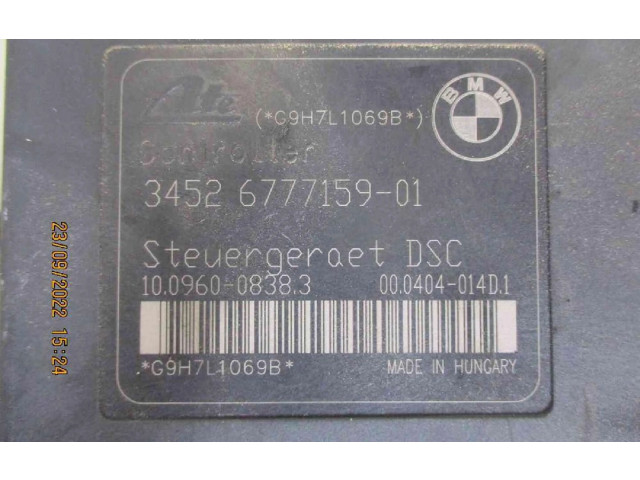 Ate
(*G9H7L1069B*)
BMW
Controller
3452 6777159-01
Steuergeraet DSC
10.0960-0838.3 00.0404-014D.1
*G9H7L1069B*
MADE IN HUNGARY
23/09/2022 15:24